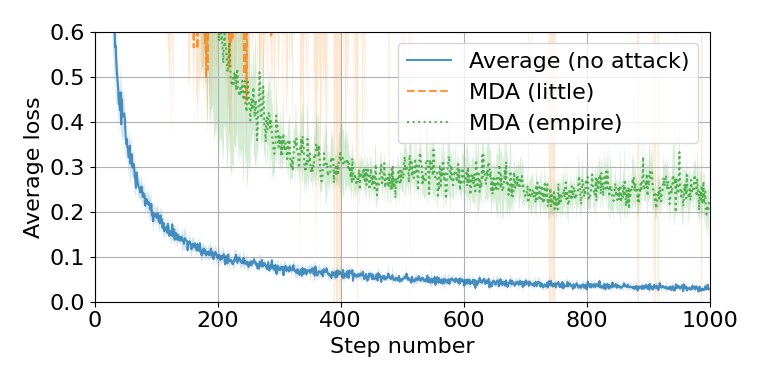 0.6
0.5
0.4
0.3
0.2
0.1
0.0
Average loss
0
200
400
600
800
1000
Step number
Average (no attack)
MDA (little)
MDA (empire)